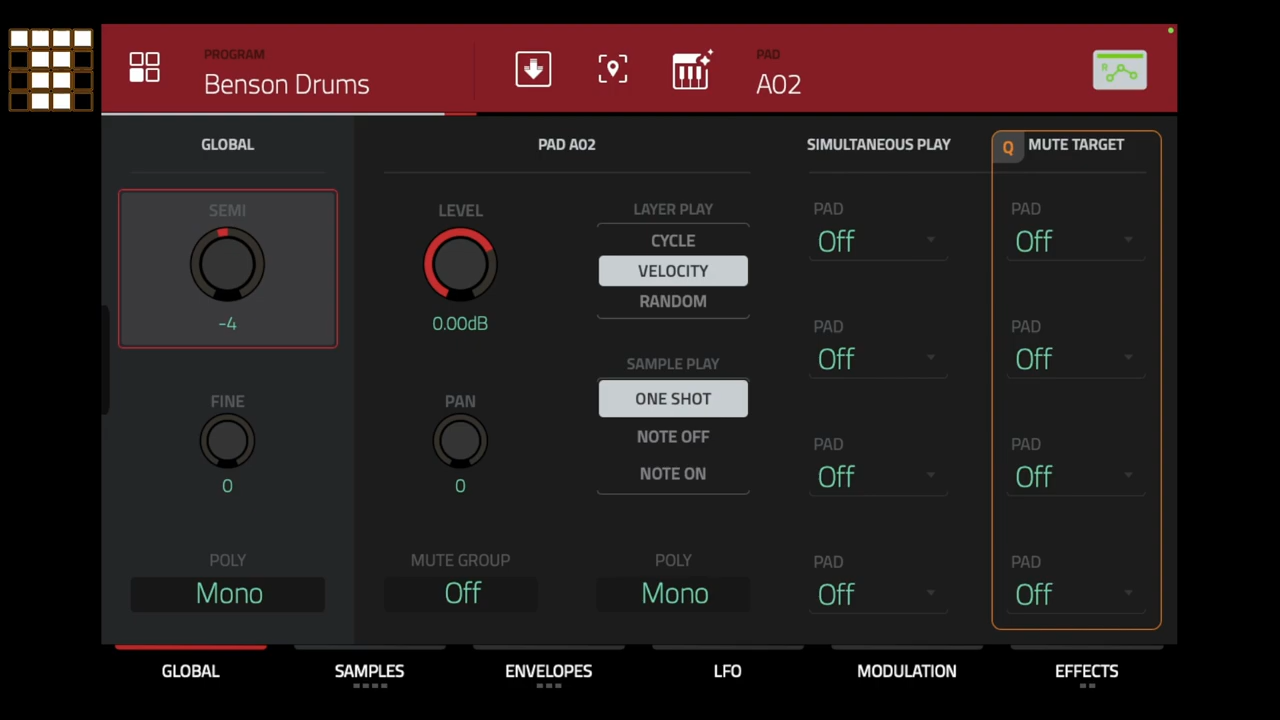 PROGRAM
Benson Drums
PAD
A02
R
GLOBAL
PAD A02
SIMULTANEOUS PLAY
Q
MUTE TARGET
SEMI
-4
FINE
0
POLY
Mono
LEVEL
0.00dB
PAN
0
MUTE GROUP
Off
LAYER PLAY
CYCLE
VELOCITY
RANDOM
SAMPLE PLAY
ONE SHOT
NOTE OFF
NOTE ON
POLY
Mono
PAD
Off
PAD
Off
PAD
Off
PAD
Off
PAD
Off
PAD
Off
PAD
Off
PAD
Off
GLOBAL
SAMPLES
ENVELOPES
LFO
MODULATION
EFFECTS